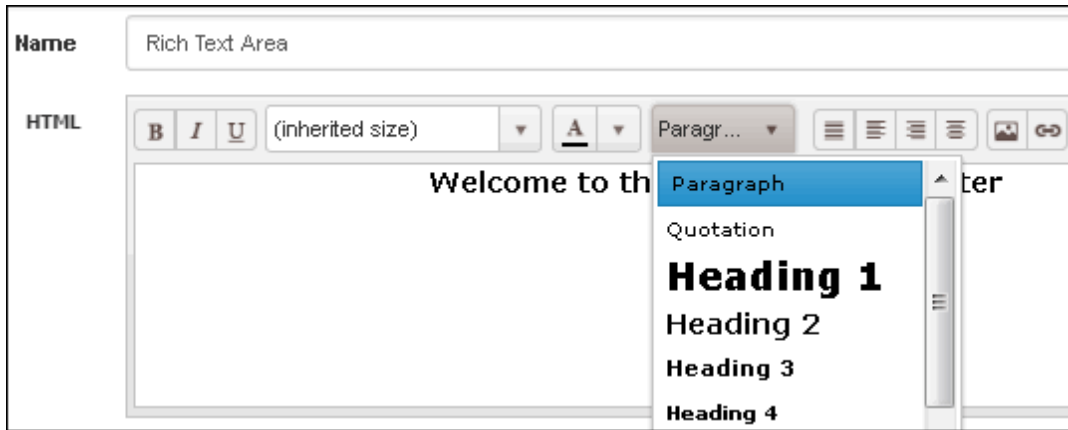 Name Rich Text Area
HTML B I U (inherited size) A Paragr...
Welcome to th ter
Paragraph
Quotation
Heading 1
Heading 2
Heading 3
Heading 4